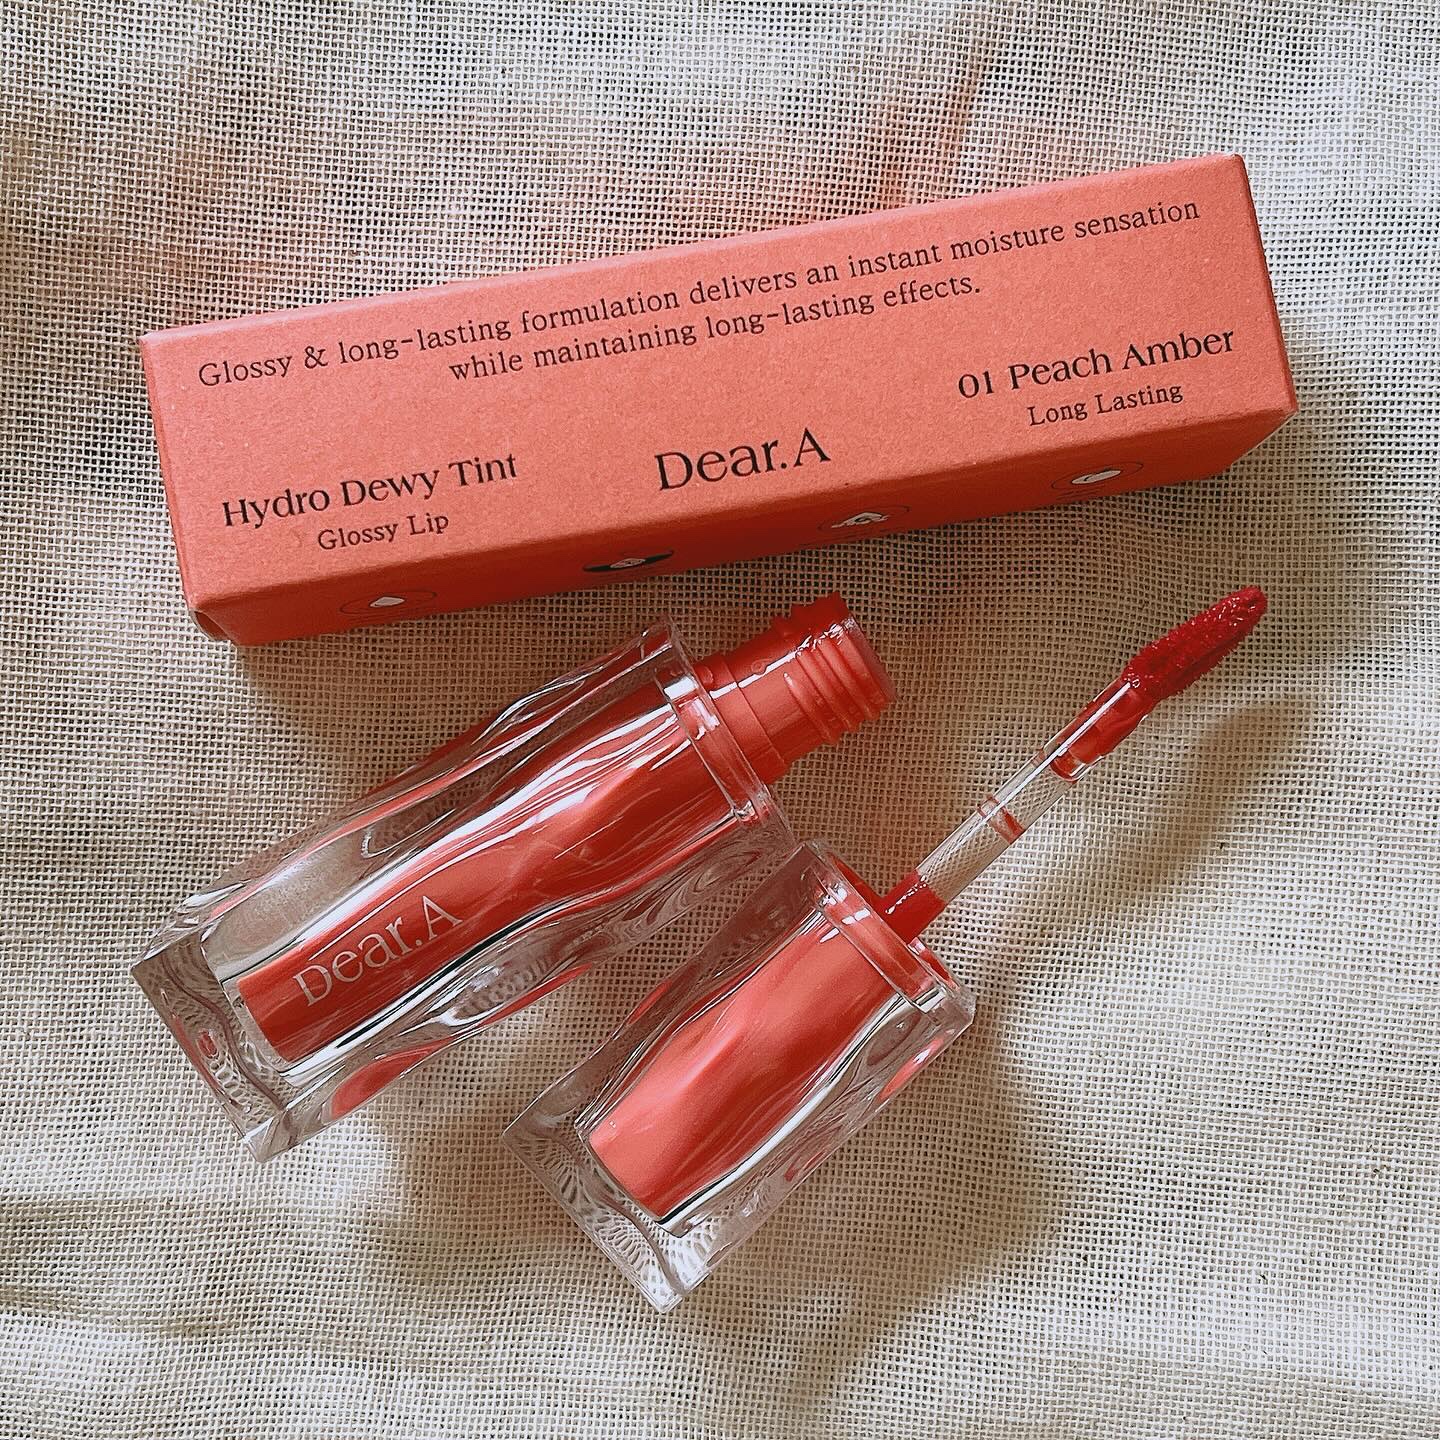 Glossy & long-lasting formulation delivers an instant moisture sensation
while maintaining long-lasting effects.
01 Peach Amber
Long Lasting
Dear.A
Hydro Dewy Tint
Glossy Lip
Dear.A